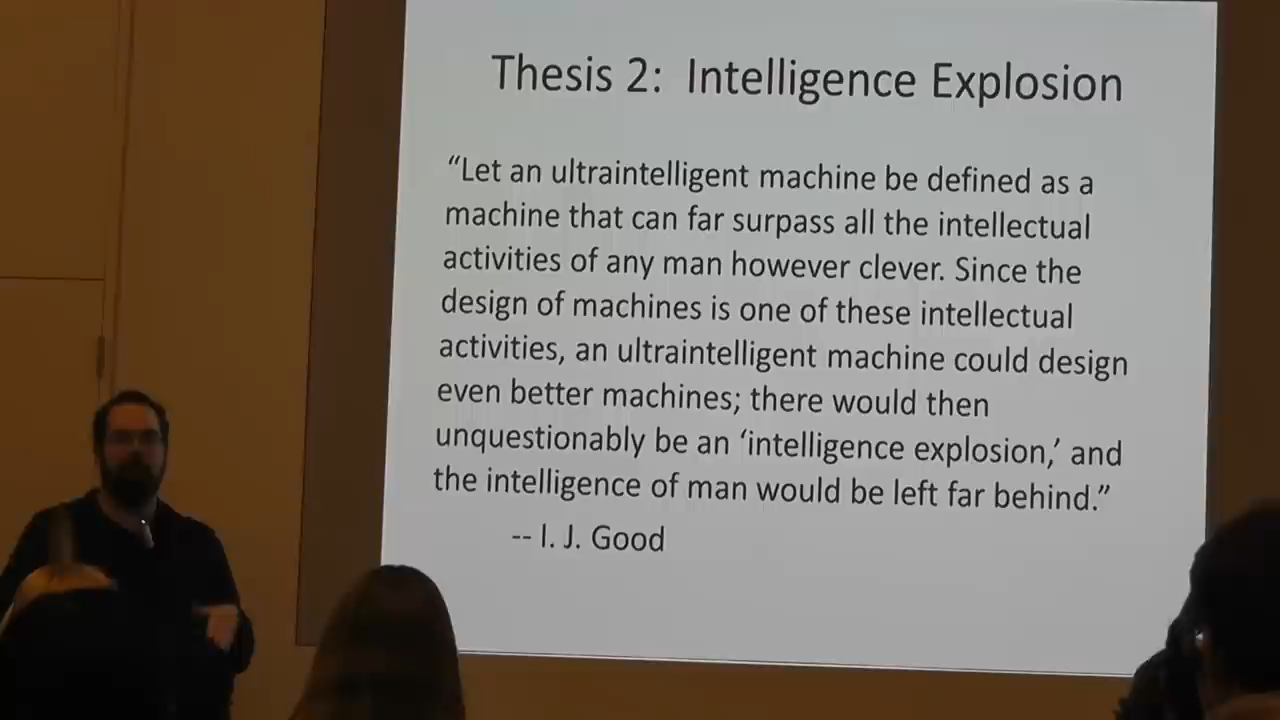 Thesis 2: Intelligence Explosion
“Let an ultraintelligent machine be defined as a
machine that can far surpass all the intellectual
activities of any man however clever. Since the
design of machines is one of these intellectual
activities, an ultraintelligent machine could design
even better machines; there would then
unquestionably be an ‘intelligence explosion,’ and
the intelligence of man would be left far behind.”
-- I. J. Good